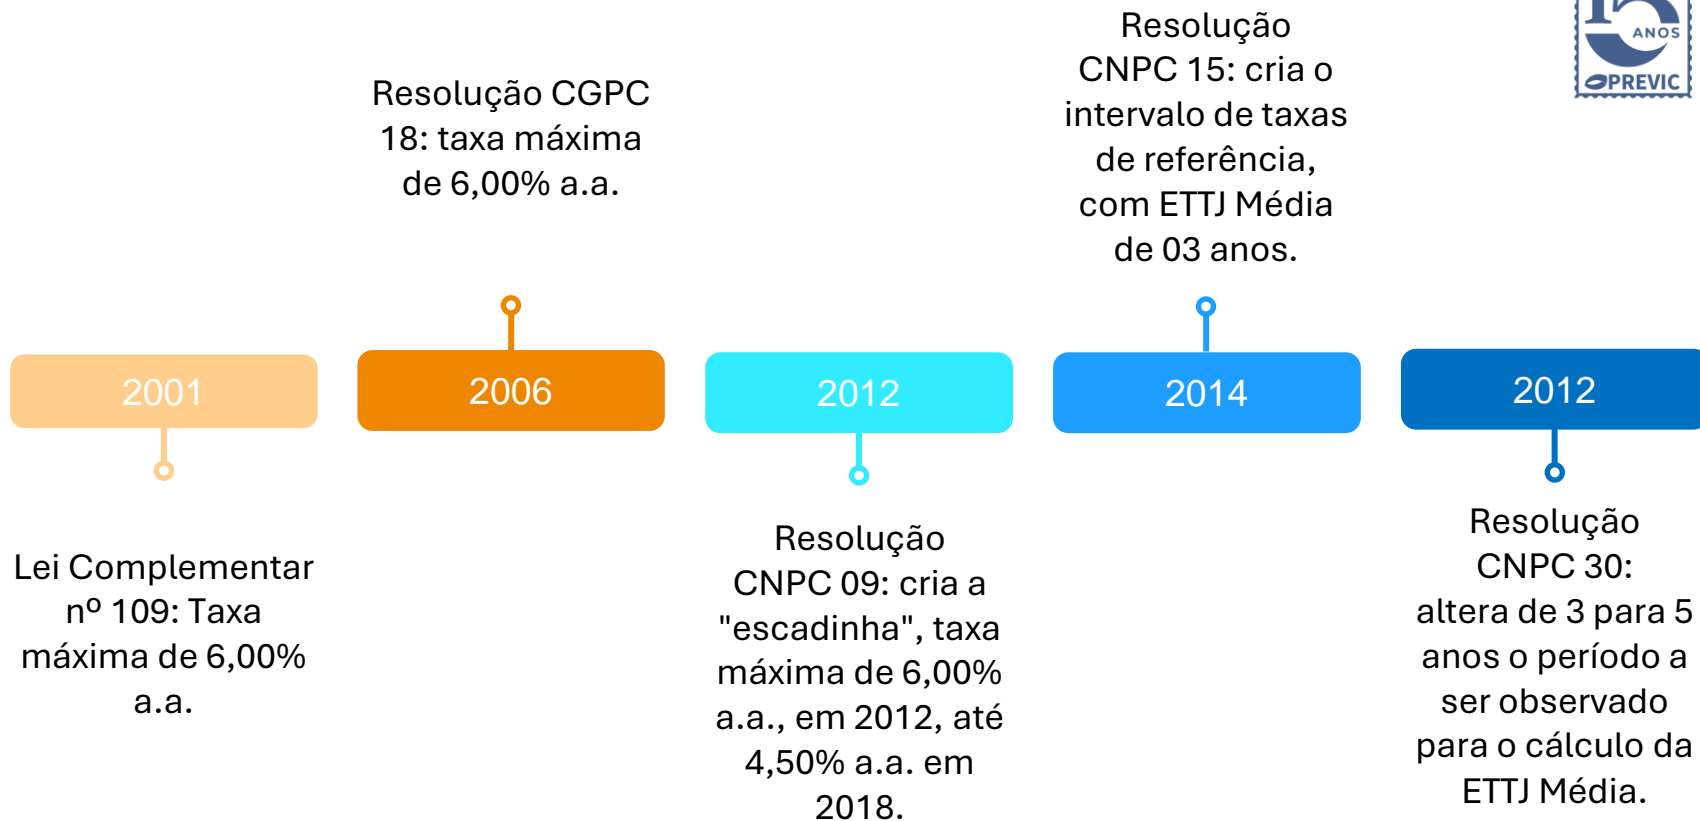 15
ANOS
PREVIC
2001
Lei Complementar
nº 109: Taxa
máxima de 6,00%
a.a.
Resolução CGPC
18: taxa máxima
de 6,00% a.a.
2006
2012
Resolução
CNPC 09: cria a
"escadinha", taxa
máxima de 6,00%
a.a., em 2012, até
4,50% a.a. em
2018.
Resolução
CNPC 15: cria o
intervalo de taxas
de referência,
com ETTJ Média
de 03 anos.
2014
2012
Resolução
CNPC 30:
altera de 3 para 5
anos o período a
ser observado
para o cálculo da
ETTJ Média.